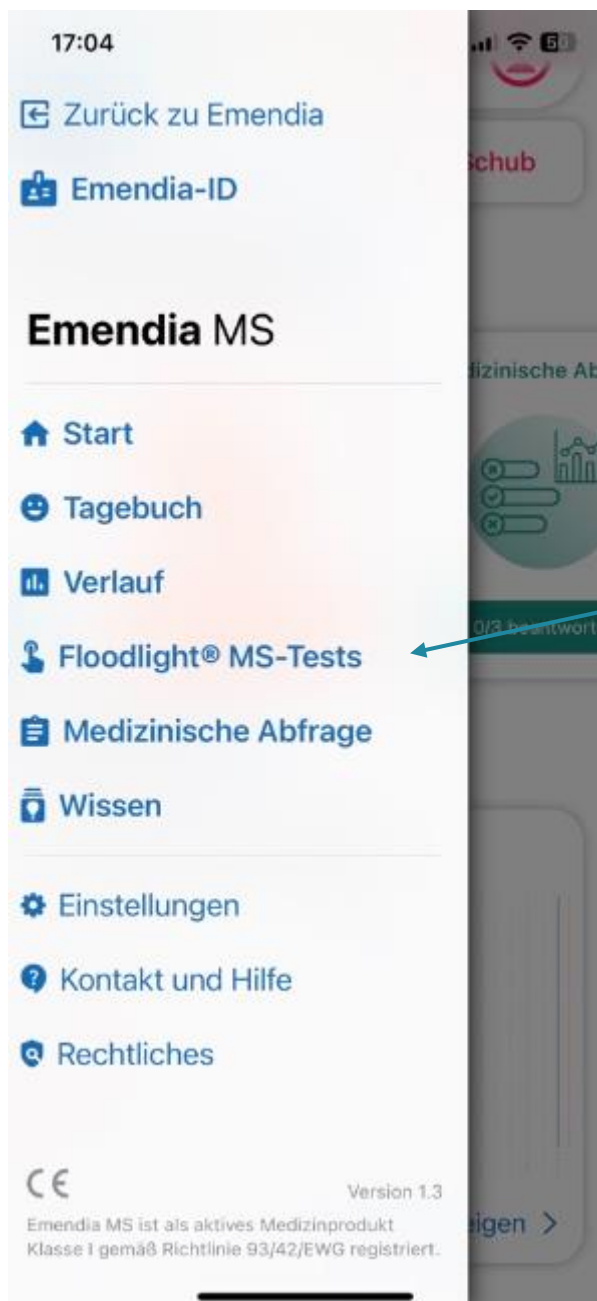 17:04
Zurück zu Emendia
Emendia-ID
Schub
Emendia MS
dizinische Ab
Start
Tagebuch
Verlauf
0/3 beantwort
Floodlight® MS-Tests
Medizinische Abfrage
Wissen
Einstellungen
Kontakt und Hilfe
Rechtliches
CE
Version 1.3
Emendia MS ist als aktives Medizinprodukt
Klasse I gemäß Richtlinie 93/42/EWG registriert.
eigen >